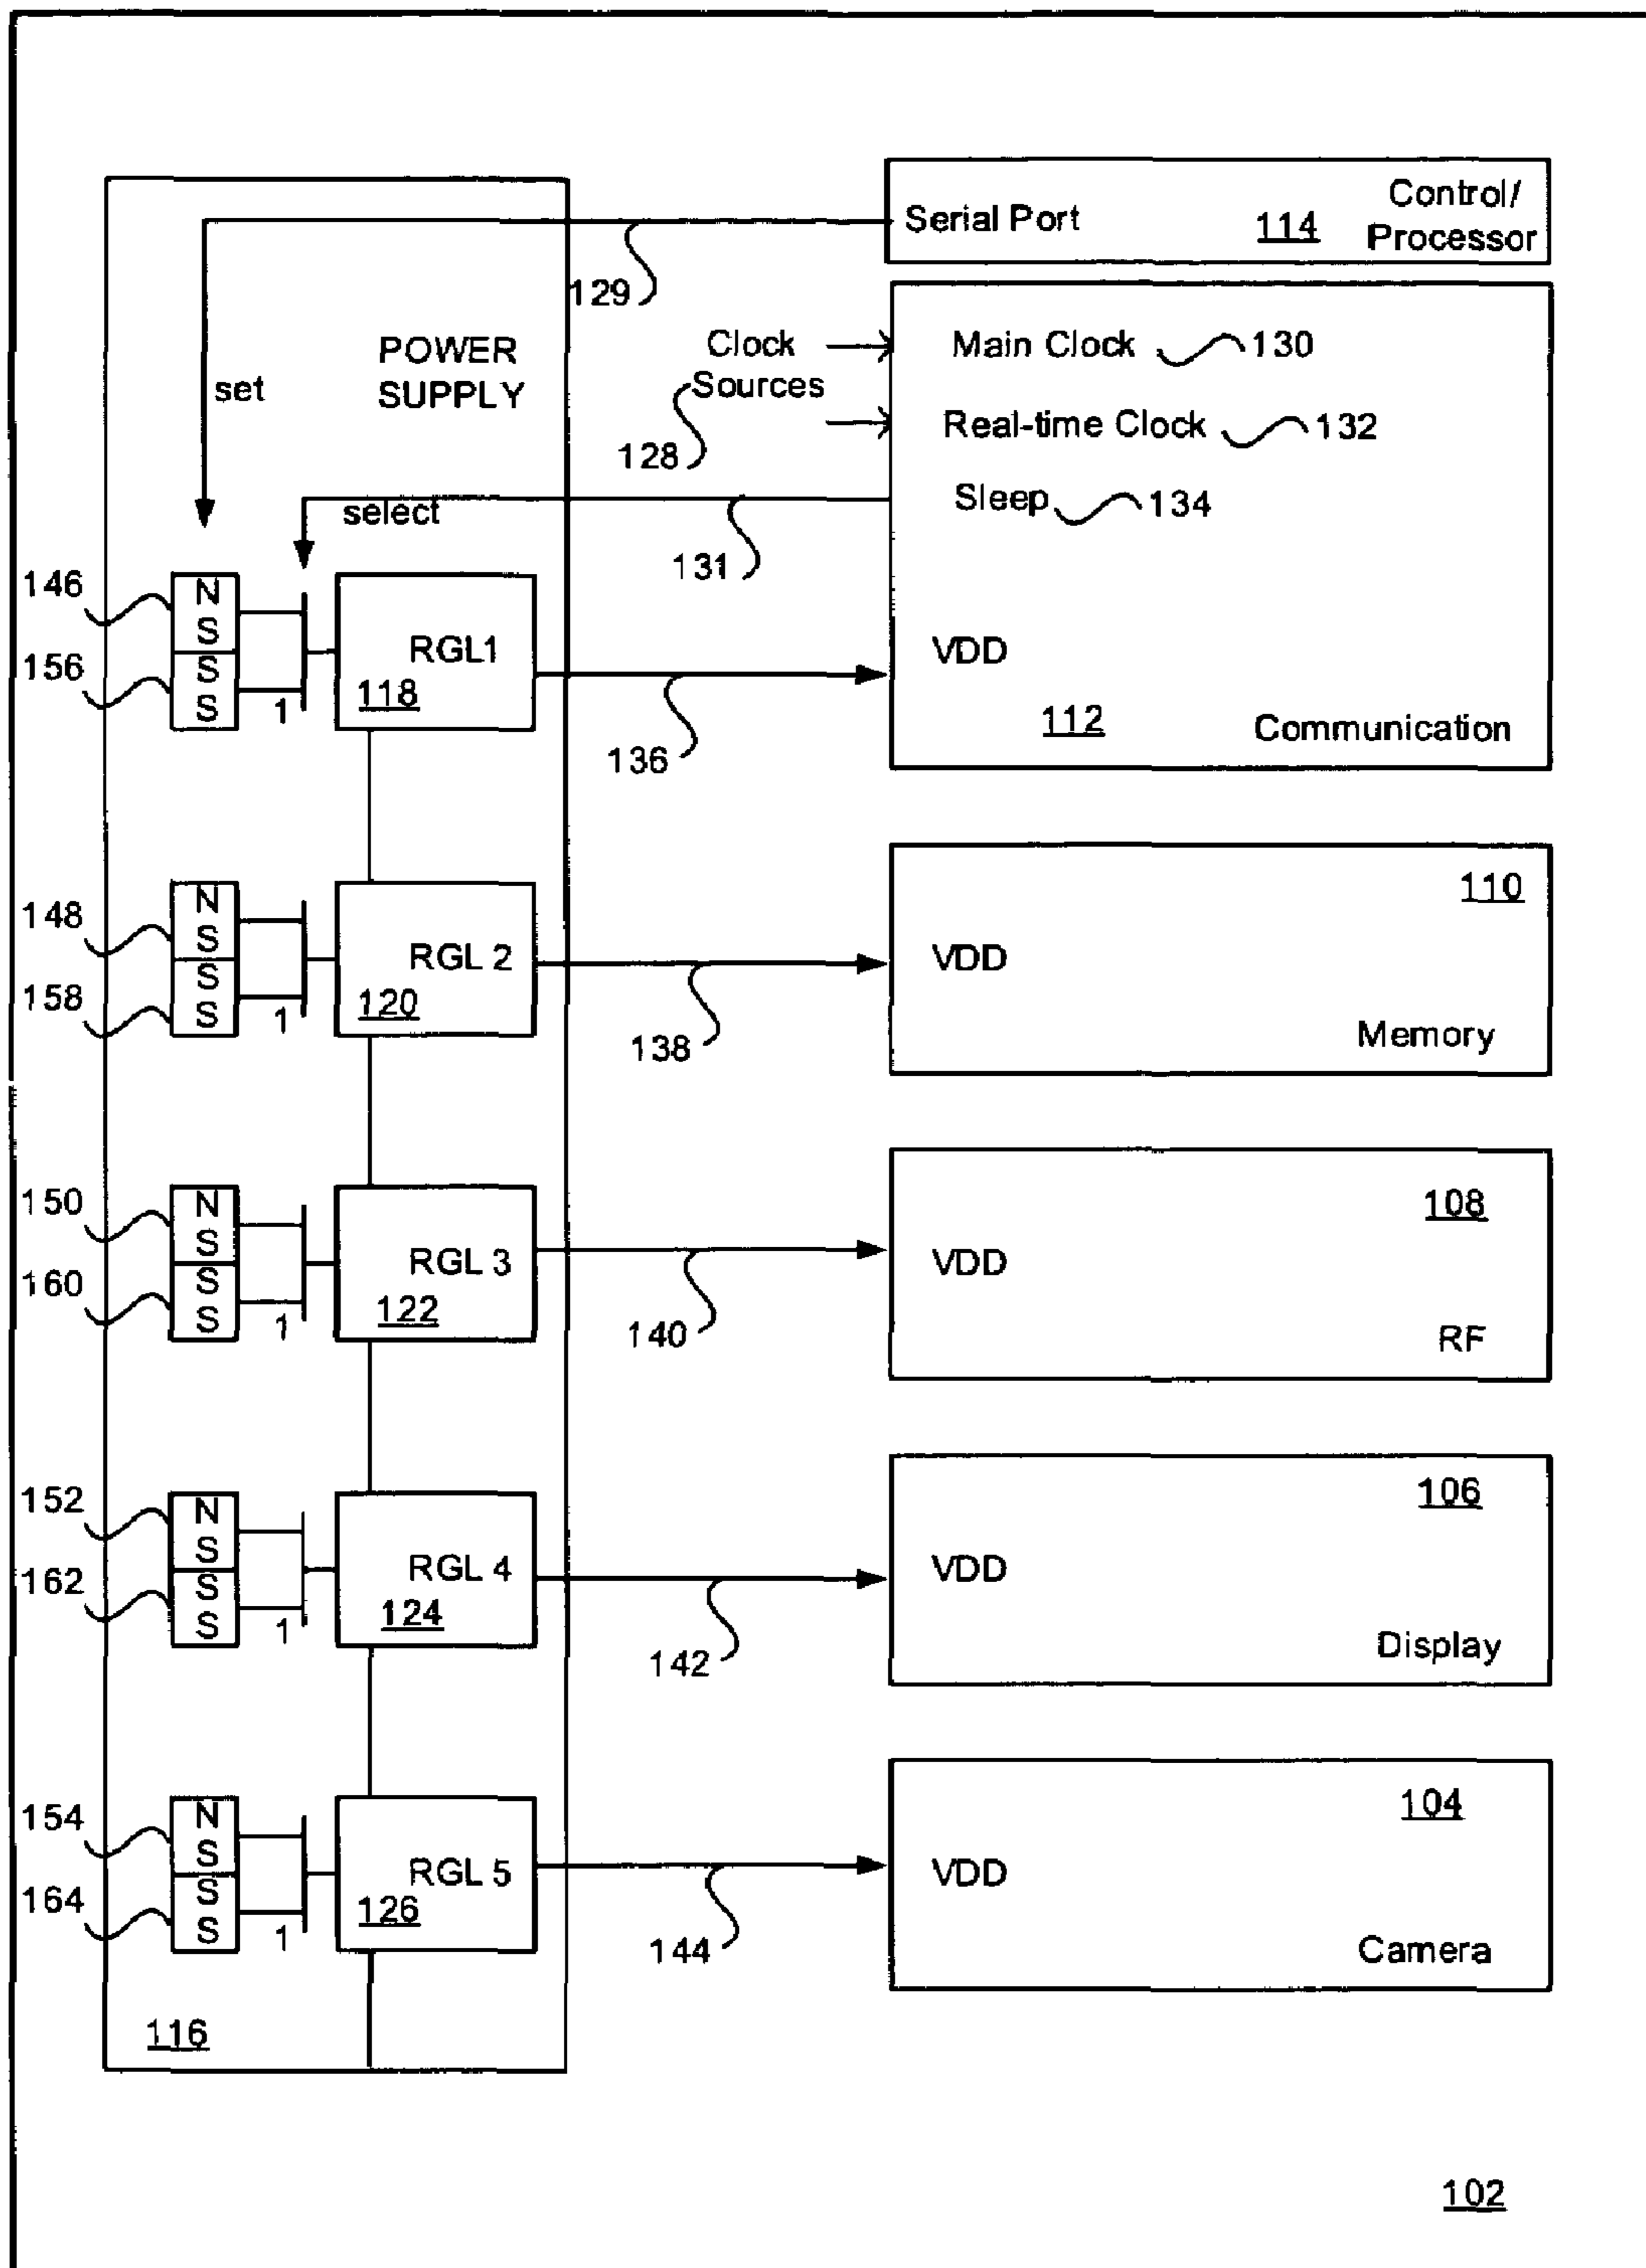 Serial Port
114
Control/
Processor
129
POWER
SUPPLY
set
Clock
Sources
128
Main Clock
130
Real-time Clock
132
Sleep
134
select
131
146
N
S
156
S
S
1
RGL1
118
136
VDD
112
Communication
148
N
S
158
S
S
1
RGL 2
120
138
VDD
110
Memory
150
N
S
160
S
S
1
RGL 3
122
140
VDD
108
RF
152
N
S
162
S
S
1
RGL 4
124
142
VDD
106
Display
154
N
S
164
S
S
1
RGL 5
126
144
VDD
104
Camera
116
102